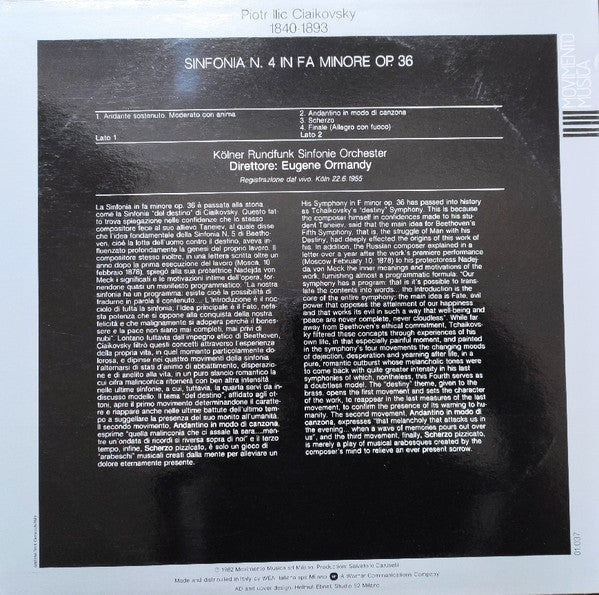 Piotr Ilic Ciaikovsky
1840-1893
MOVIMENTO
MUSICA
SINFONIA N. 4 IN FA MINORE OP. 36
1. Andante sostenuto. Moderato con anima
Lato 1
2. Andantino in modo di canzona
3. Scherzo
4. Finale (Allegro con fuoco)
Lato 2
Kölner Rundfunk Sinfonie Orchester
Direttore: Eugene Ormandy
Registrazione dal vivo. Köln 22.6.1955
La Sinfonia in fa minore op. 36 è passata alla storia
come la Sinfonia "del destino" di Ciaikovsky. Questo fat-
to trova spiegazione nelle confidenze che lo stesso
compositore fece al suo allievo Taneiev, al quale disse
che l'idea fondamentale della Sinfonia N. 5 di Beetho-
ven, cioè la lotta dell'uomo contro il destino, aveva in-
fluenzato profondamente la genesi del proprio lavoro. Il
compositore stesso inoltre, in una lettera scritta oltre un
anno dopo la prima esecuzione del lavoro (Mosca, 10
febbraio 1878), spiegò alla sua protettrice Nadejda von
Meck i significati e le motivazioni intime dell'opera, for-
nendone quasi un manifesto programmatico: "La nostra
sinfonia ha un programma, esiste cioè la possibilità di
tradurne in parola il contenuto... L'introduzione è il noc-
ciolo di tutta la sinfonia, l'idea principale è il Fato, nefa-
sta potenza che si oppone alla conquista della nostra
felicità e che malignamente si adopera perché il benes-
sere e la pace non siano mai completi, mai privi di
nubi". Lontano tuttavia dall'impegno etico di Beethoven,
Ciaikovsky filtrò questi concetti attraverso l'esperienza
della propria vita, in quel momento particolarmente do-
lorosa, e dipinse nei quattro movimenti della sinfonia
l'alternarsi di stati d'animo di abbattimento, disperazio-
ne e di anelito alla vita, in un puro slancio romantico la
cui cifra malinconica ritornerà con ben altra intensità
nelle ultime sinfonie, a cui, tuttavia, la quarta servì da in-
discusso modello. Il tema "del destino", affidato agli ot-
toni, apre il primo movimento determinandone il caratte-
re e riappare anche nelle ultime battute dell'ultimo tem-
po a suggellare la presenza del suo monito all'umanità.
Il secondo movimento, Andantino in modo di canzona,
esprime "quella malinconia che ci assale la sera....men-
tre un'ondata di ricordi si riversa sopra di noi" e il terzo
tempo, infine, Scherzo pizzicato, è solo un gioco di
"arabeschi" musicali creati dalla mente per alleviare un
dolore eternamente presente.
His Symphony in F minor op. 36 has passed into history
as Tchaikovsky's "destiny" Symphony. This is because
the composer himself in confidences made to his stu-
dent Taneiev, said that the main idea for Beethoven's
Fifth Symphony, that is, the struggle of Man with his
Destiny, had deeply affected the origins of this work of
his. In addition, the Russian composer explained in a
letter over a year after the work's premiere performance
(Moscow February 10, 1878) to his protectoress Nadej-
da von Meck the inner meanings and motivations of the
work, furnishing almost a programmatic formula: "Our
symphony has a program: that is it's possible to trans-
late the contents into words... the Introduction is the
core of the entire symphony; the main idea is Fate, evil
power that opposes the attainment of our happiness
and that works its evil in such a way that well-being and
peace are never complete, never cloudless". While far
away from Beethoven's ethical commitment, Tchaikovs-
ky filtered these concepts through experiences of his
own life, in that especially painful moment, and painted
in the symphony's four movements the changing moods
of dejection, desperation and yearning after life, in a
pure, romantic outburst whose melancholic tones were
to come back with quite greater intensity in his last
symphonies of which, nonetheless, this Fourth serves as
a doubtless model. The "destiny" theme, given to the
brass, opens the first movement and sets the character
of the work, to reappear in the last measures of the last
movement, to confirm the presence of its warning to hu-
manity. The second movement, Andantino in modo di
canzona, expresses "that melancholy that attacks us in
the evening... when a wave of memories pours out over
us", and the third movement, finally, Scherzo pizzicato,
is merely a play of musical arabesques created by the
composer's mind to relieve an ever present sorrow.
01.037
© 1982 Movimento Musica srl Milano. Production: Salvatore Caruselli
Made and distributed in Italy by WEA Italiana spa Milano A Warner Communications Company
AD and cover design: Helmut Ebnet, Studio 92 Milano